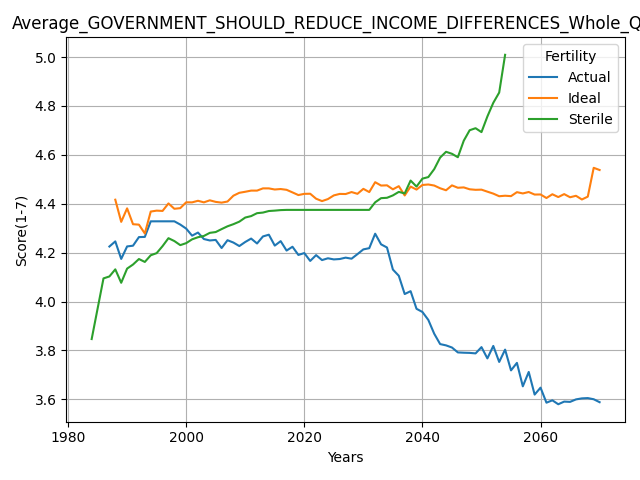 Average_GOVERNMENT_SHOULD_REDUCE_INCOME_DIFFERENCES_Whole_Q
Score(1-7)
5.0
4.8
4.6
4.4
4.2
4.0
3.8
3.6
Fertility
Actual
Ideal
Sterile
1980 2000 2020 2040 2060
Years